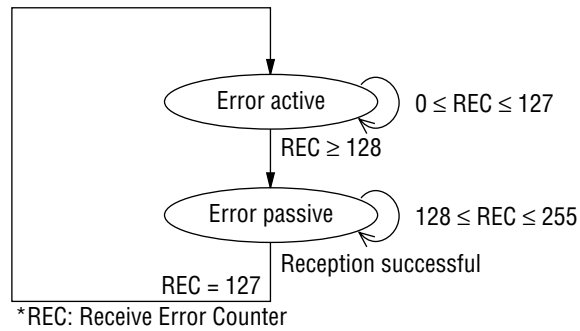 Error active
0 ≤ REC ≤ 127
REC ≥ 128
Error passive
128 ≤ REC ≤ 255
Reception successful
REC = 127
*REC: Receive Error Counter